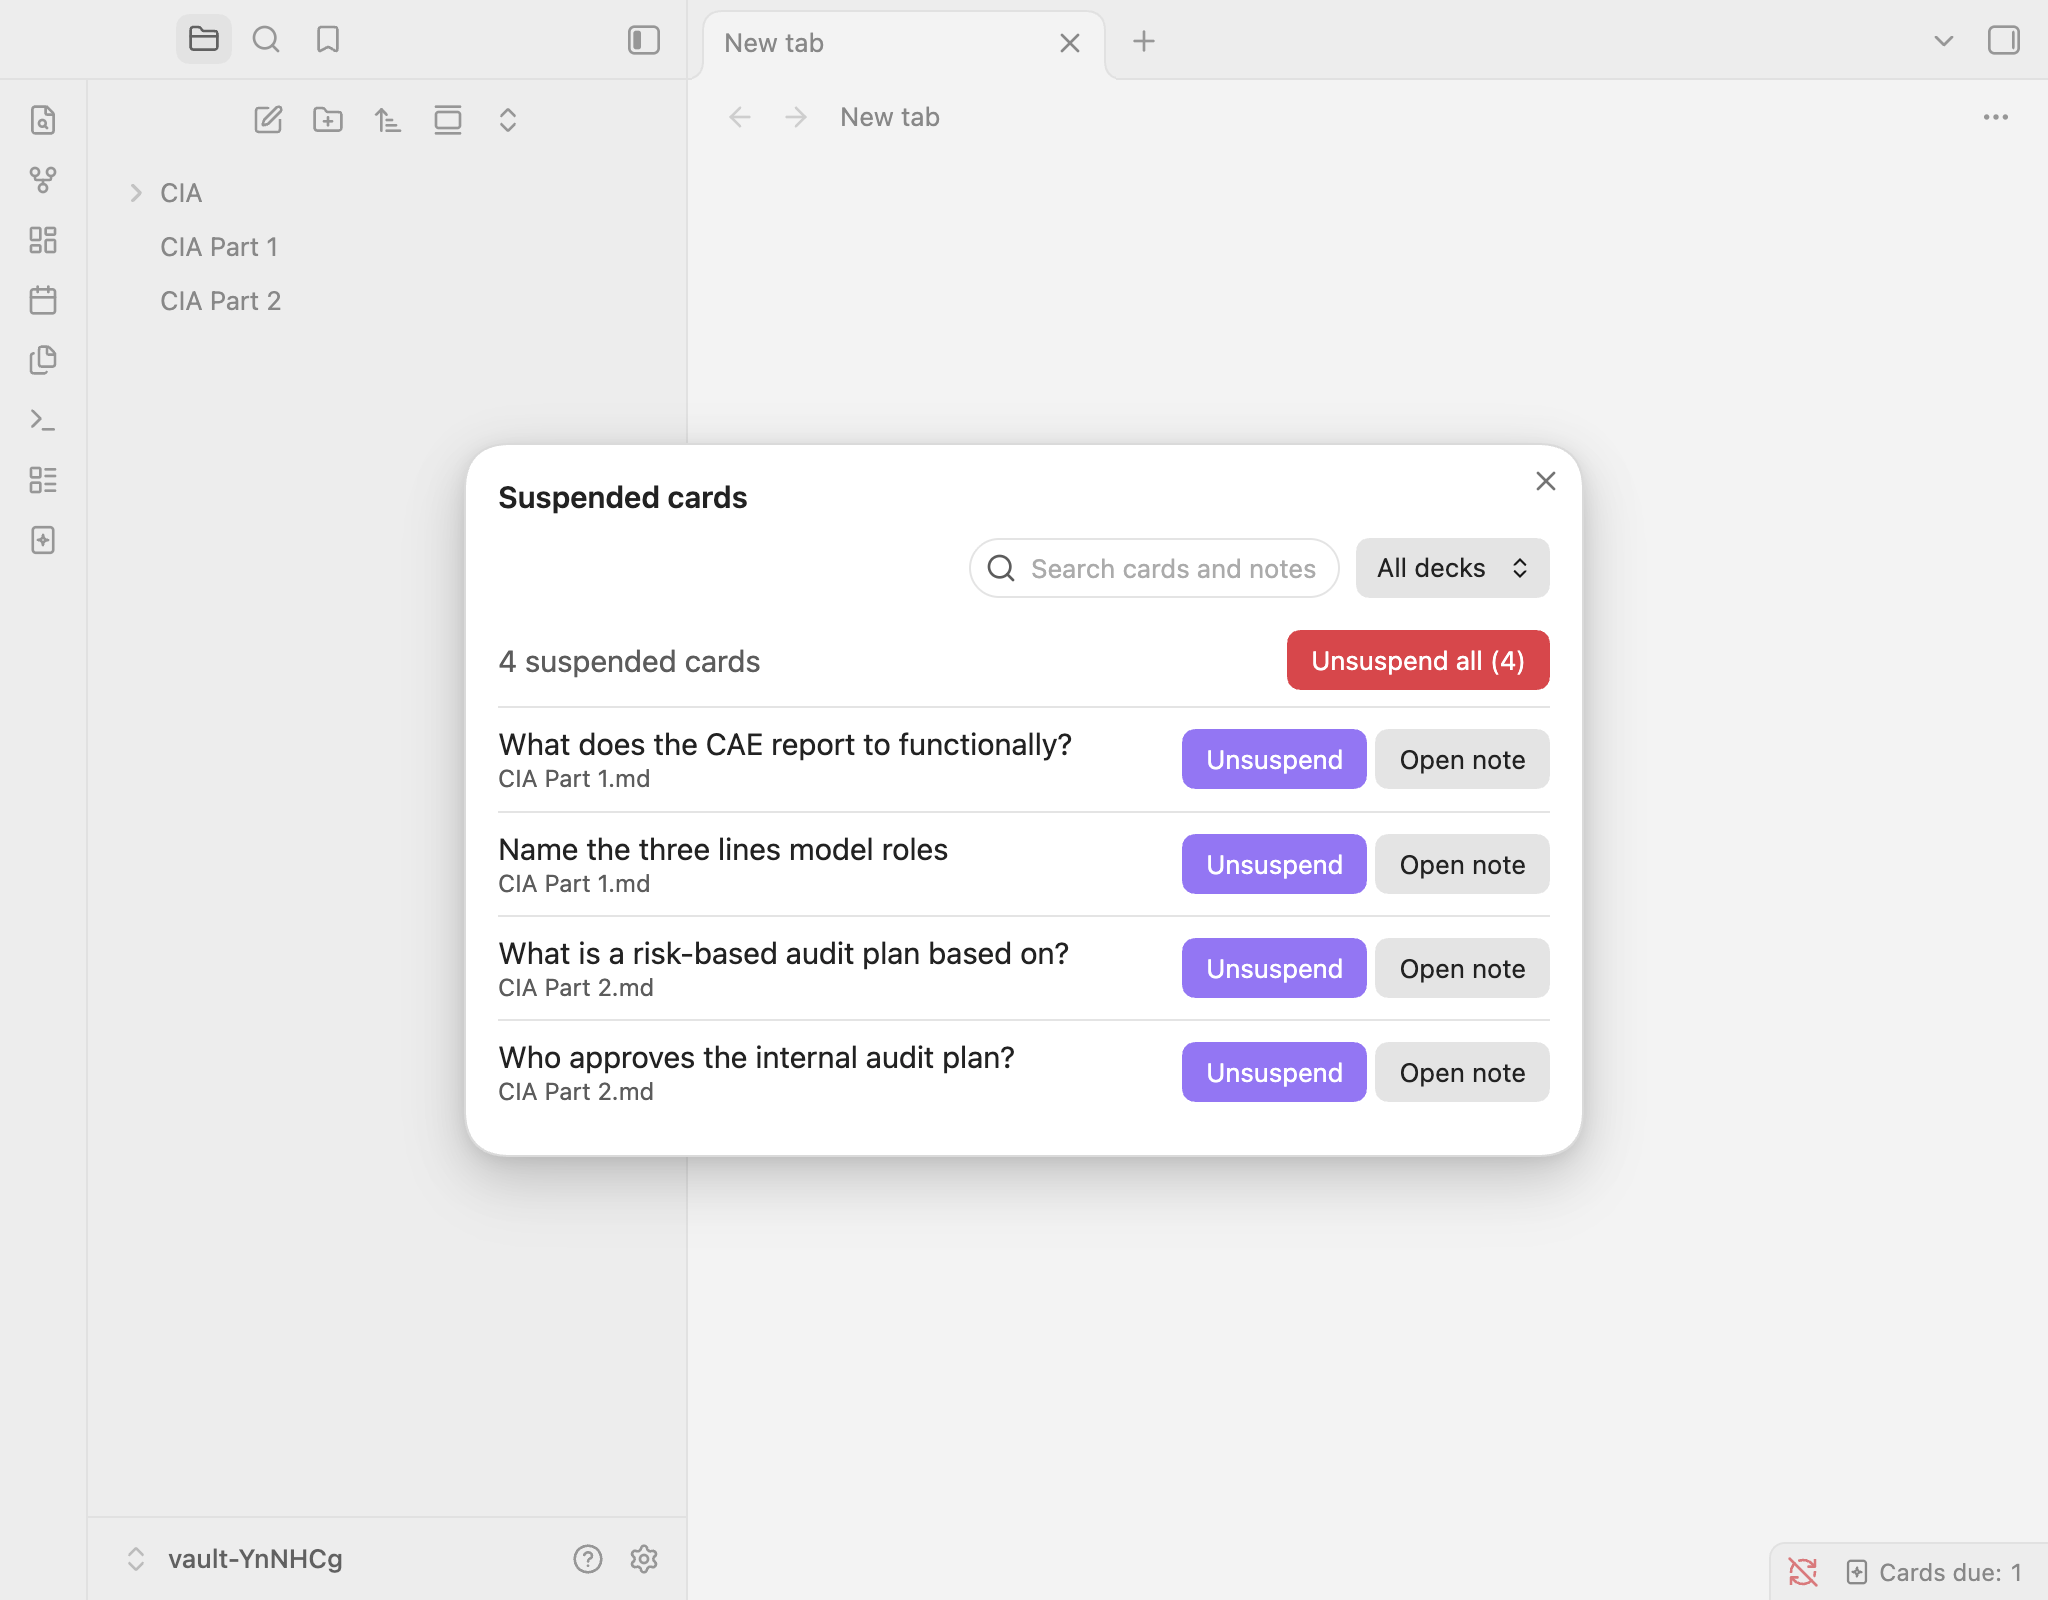 New tab
New tab
CIA
CIA Part 1
CIA Part 2
Suspended cards
Search cards and notes
All decks
4 suspended cards
Unsuspend all (4)
What does the CAE report to functionally?
CIA Part 1.md
Unsuspend
Open note
Name the three lines model roles
CIA Part 1.md
Unsuspend
Open note
What is a risk-based audit plan based on?
CIA Part 2.md
Unsuspend
Open note
Who approves the internal audit plan?
CIA Part 2.md
Unsuspend
Open note
vault-YnNHCg
Cards due: 1